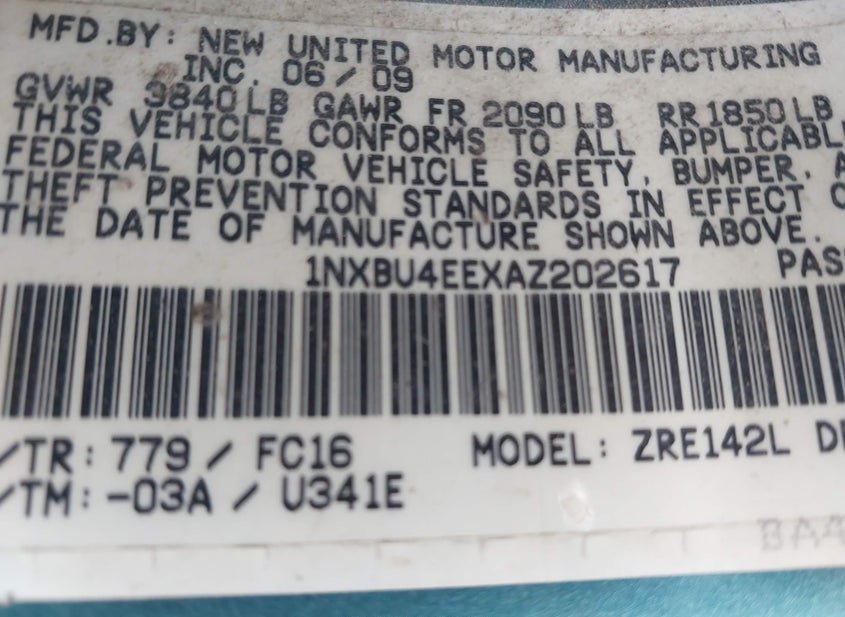 MFD.BY: NEW UNITED MOTOR MANUFACTURING
INC. 06/09
GVWR 3840LB GAWR FR 2090LB RR1850LB
THIS VEHICLE CONFORMS TO ALL APPLICABL
FEDERAL MOTOR VEHICLE SAFETY, BUMPER, A
THEFT PREVENTION STANDARDS IN EFFECT O
THE DATE OF MANUFACTURE SHOWN ABOVE.
1NXBU4EEXAZ202617 PAS
/TR: 779 / FC16 MODEL: ZRE142L DE
/TM: -03A / U341E
BA4